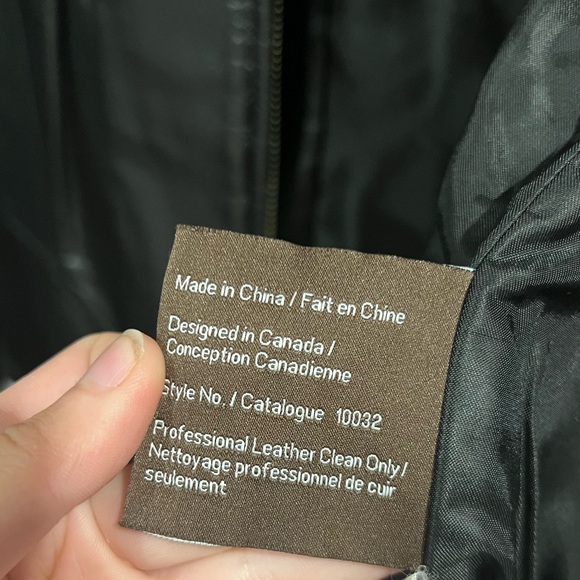 Made in China / Fait en Chine
Designed in Canada /
Conception Canadienne
Style No. / Catalogue 10032
Professional Leather Clean Only/
Nettoyage professionnel de cuir
seulement